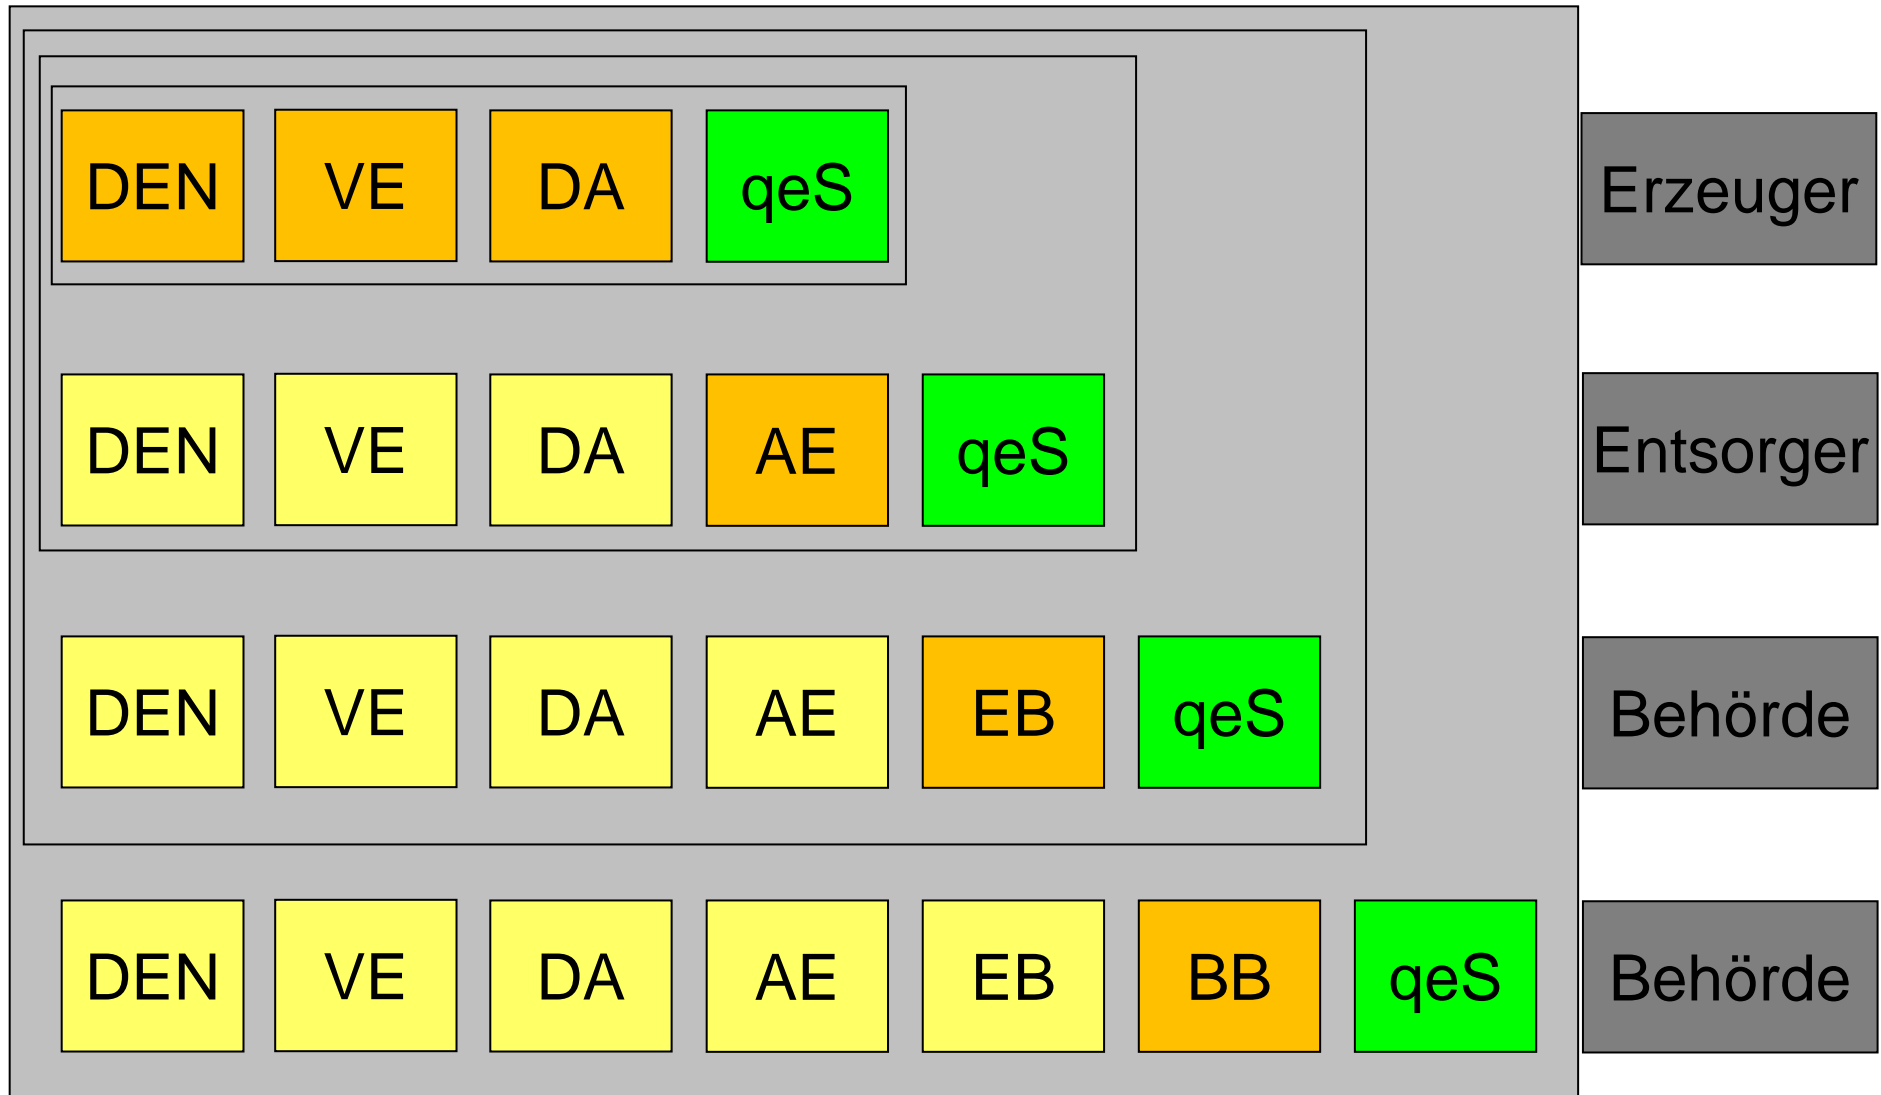 DEN VE DA qeS Erzeuger
DEN VE DA AE qeS Entsorger
DEN VE DA AE EB qeS Behörde
DEN VE DA AE EB BB qeS Behörde